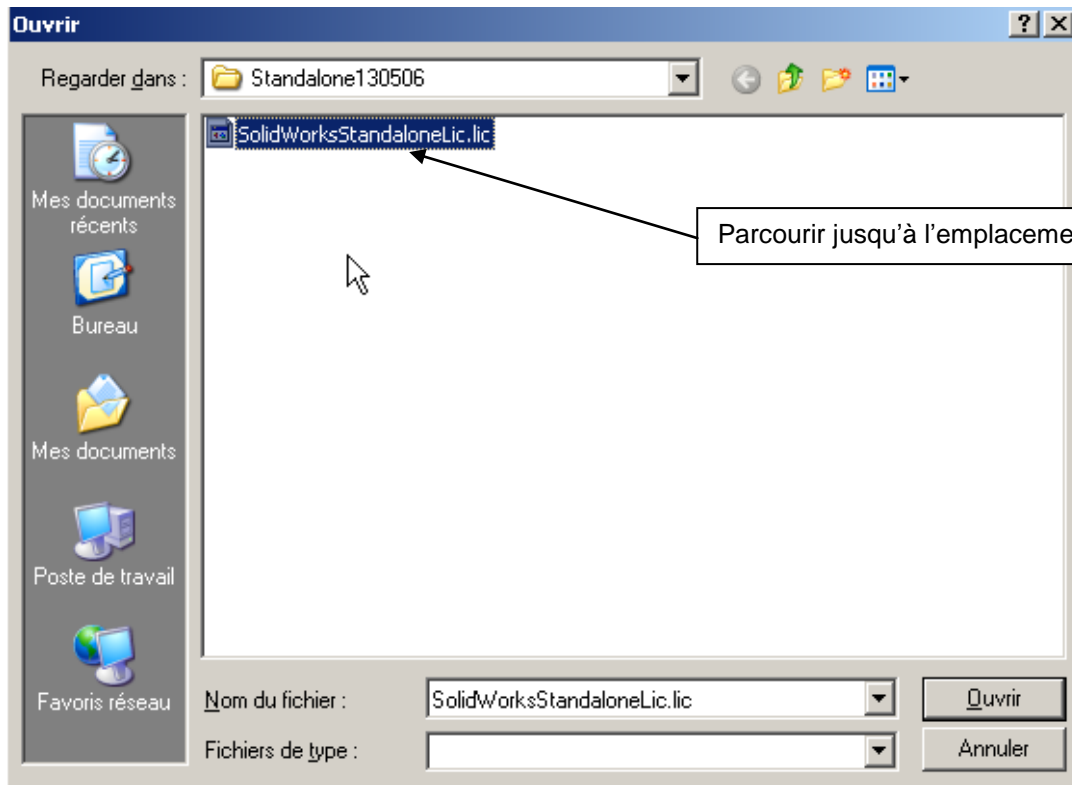 Ouvrir
Regarder dans :
Standalone130506
SolidWorksStandaloneLic.lic
Mes documents
récents
Parcourir jusqu’à l’emplaceme
Bureau
Mes documents
Poste de travail
Favoris réseau
Nom du fichier :
SolidWorksStandaloneLic.lic
Ouvrir
Fichiers de type :
Annuler